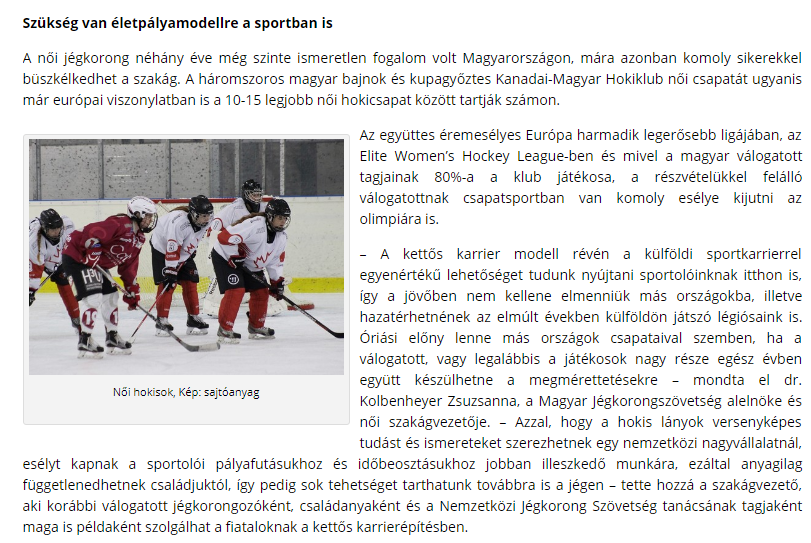 Szükség van életpályamodellre a sportban is
A női jégkorong néhány éve még szinte ismeretlen fogalom volt Magyarországon, mára azonban komoly sikerekkel
büszkélkedhet a szakág. A háromszoros magyar bajnok és kupagyőztes Kanadai-Magyar Hokiklub női csapatát ugyanis
már európai viszonylatban is a 10-15 legjobb női hokicsapat között tartják számon.
Az együttes éremesélyes Európa harmadik legerősebb ligájában, az
Elite Women's Hockey League-ben és mivel a magyar válogatott
tagjainak 80%-a a klub játékosa, a részvételükkel felálló
válogatottnak csapatsportban van komoly esélye kijutni az
olimpiára is.
– A kettős karrier modell révén a külföldi sportkarrierrel
egyenértékű lehetőséget tudunk nyújtani sportolóinknak itthon is,
így a jövőben nem kellene elmenniük más országokba, illetve
hazatérhetnének az elmúlt években külföldön játszó légiósaink is.
Óriási előny lenne más országok csapataival szemben, ha a
válogatott, vagy legalábbis a játékosok nagy része egész évben
együtt készülhetne a megmérettetésekre – mondta el dr.
Kolbenheyer Zsuzsanna, a Magyar Jégkorongszövetség alelnöke és
női szakágvezetője. – Azzal, hogy a hokis lányok versenyképes
tudást és ismereteket szerezhetnek egy nemzetközi nagyvállalatnál,
esélyt kapnak a sportolói pályafutásukhoz és időbeosztásukhoz jobban illeszkedő munkára, ezáltal anyagilag
függetlenedhetnek családjuktól, így pedig sok tehetséget tarthatunk továbbra is a jégen – tette hozzá a szakágvezető,
aki korábbi válogatott jégkorongozóként, családanyaként és a Nemzetközi Jégkorong Szövetség tanácsának tagjaként
maga is példaként szolgálhat a fiataloknak a kettős karrierépítésben.
Női hokisok, Kép: sajtóanyag